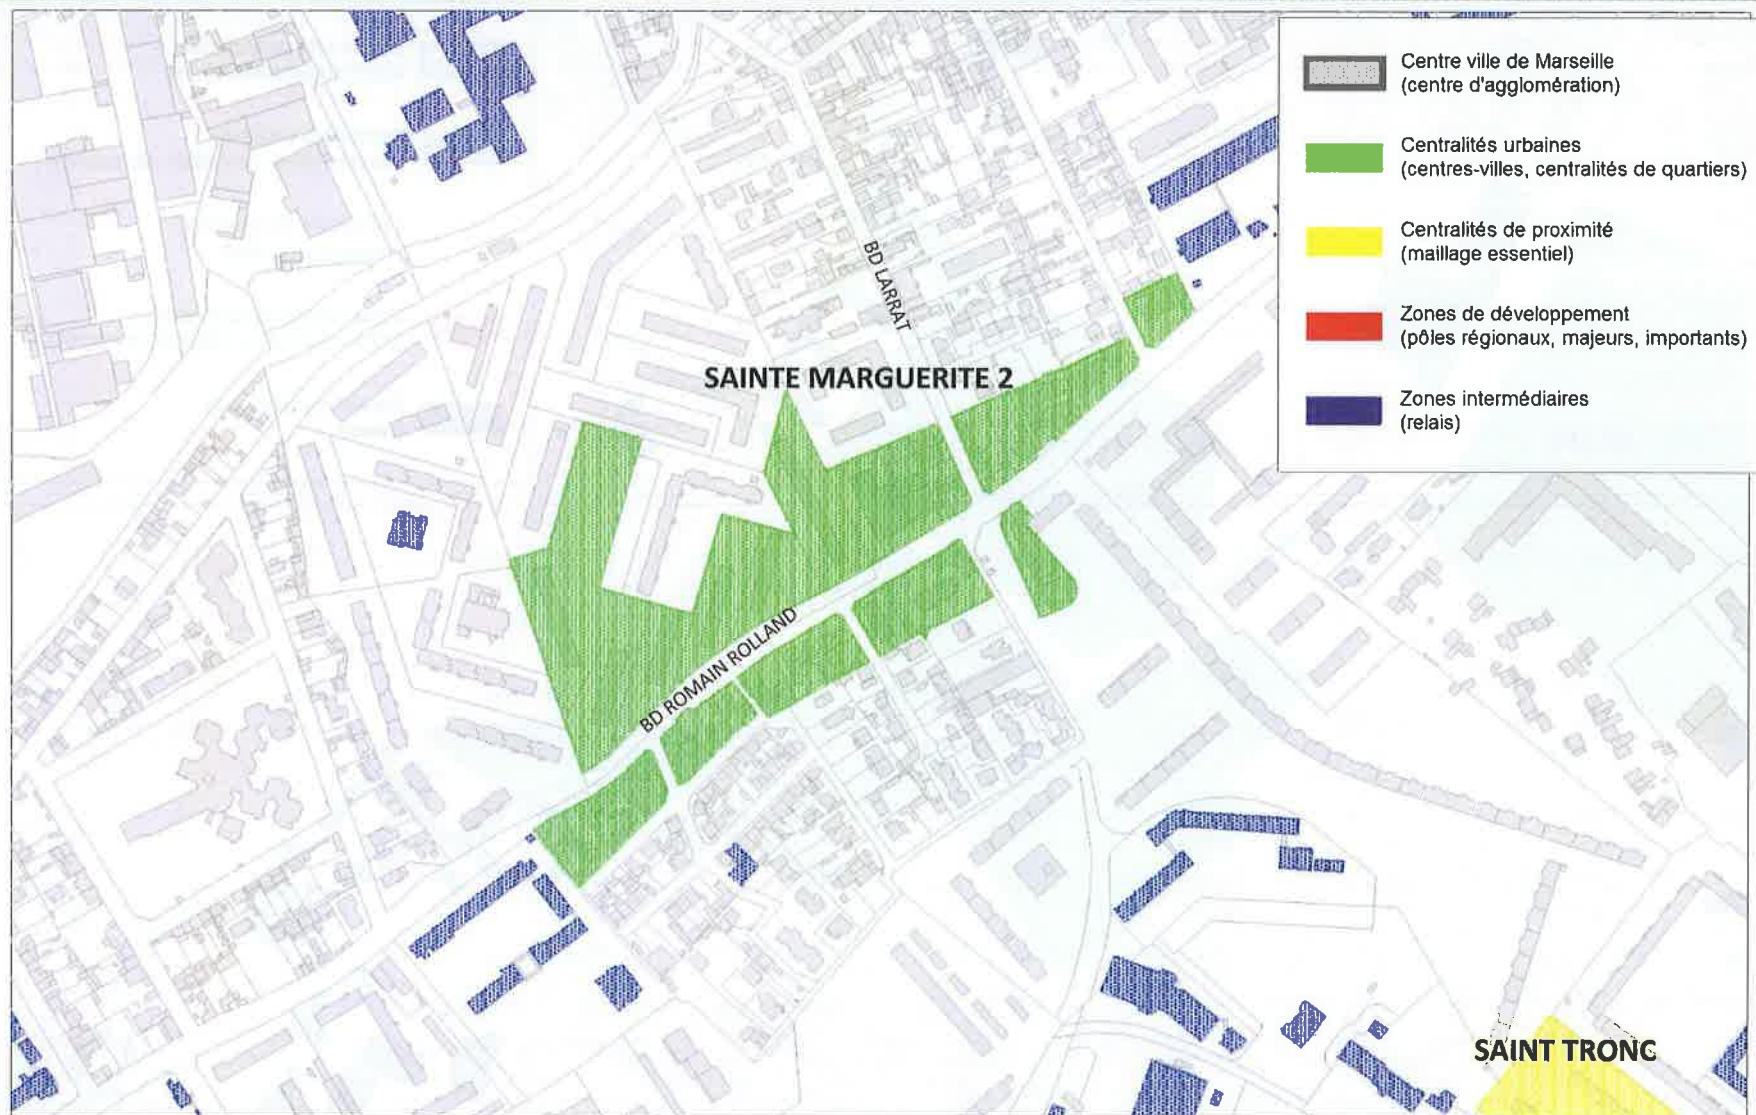 Centre ville de Marseille
(centre d'agglomération)
Centralités urbaines
(centres-villes, centralités de quartiers)
Centralités de proximité
(maillage essentiel)
Zones de développement
(pôles régionaux, majeurs, importants)
Zones intermédiaires
(relais)
BD LARRAT
SAINTE MARGUERITE 2
BD ROMAIN ROLLAND
SAINT TRONC